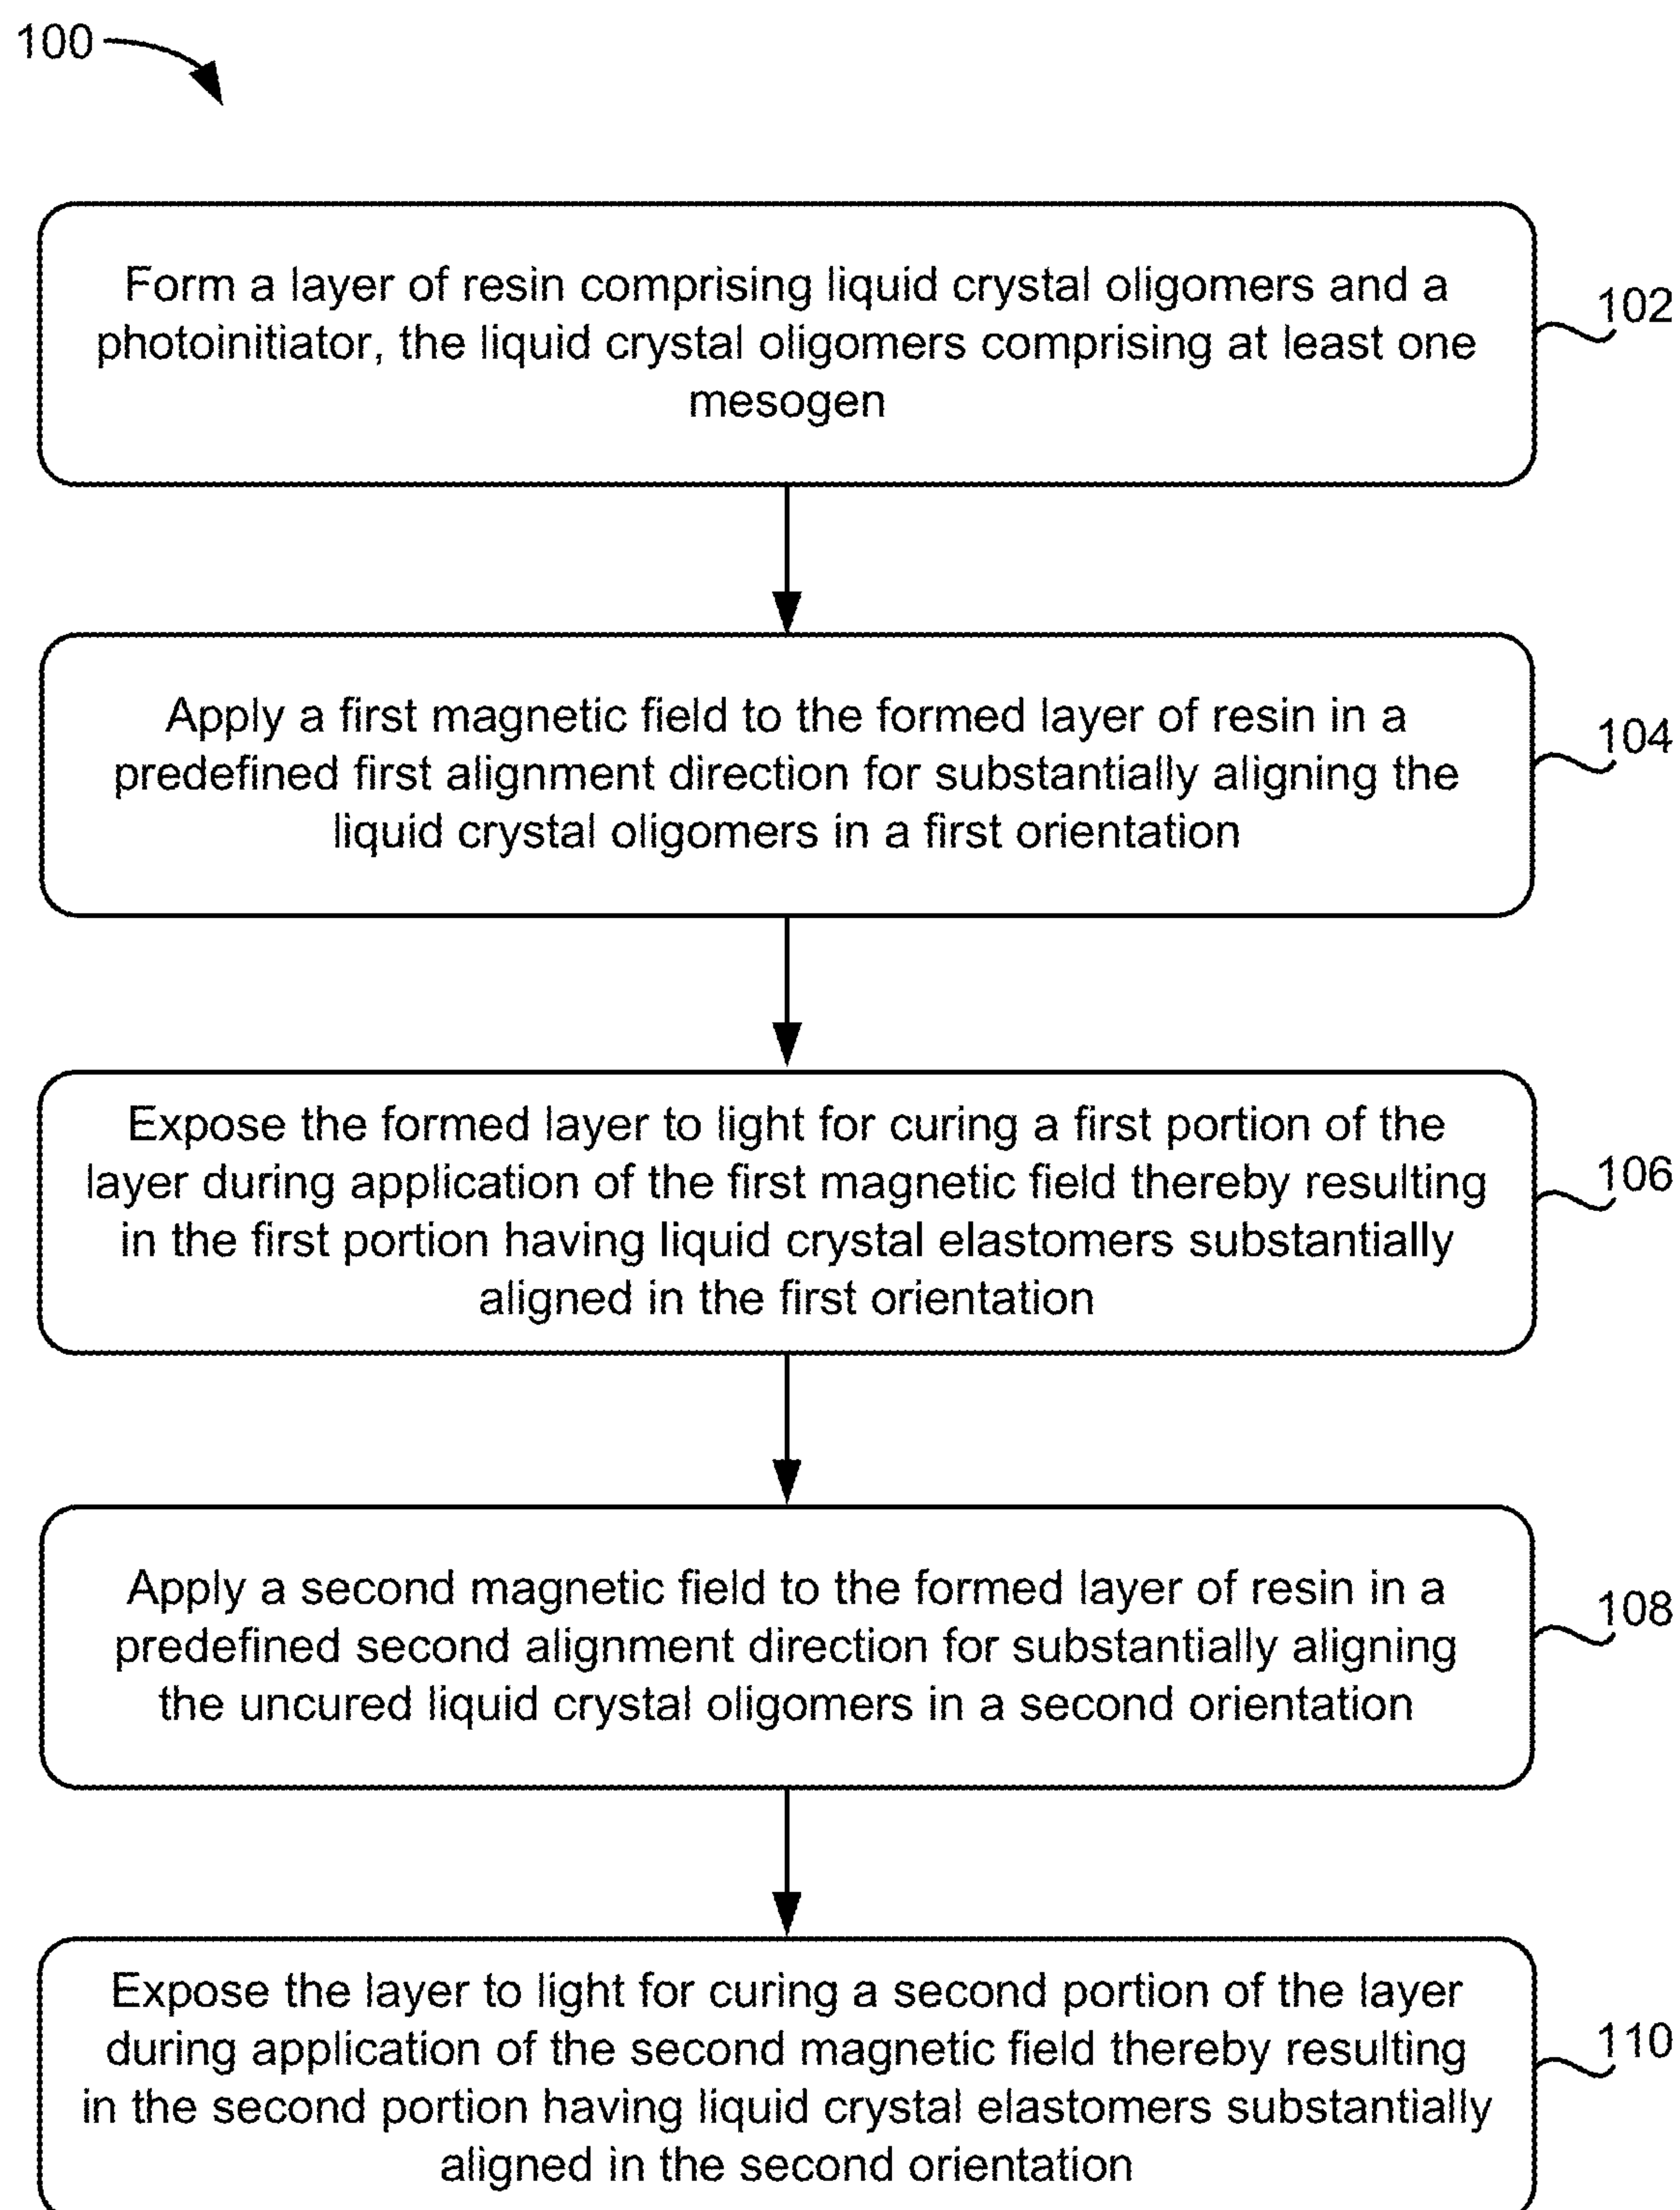 100
Form a layer of resin comprising liquid crystal oligomers and a
photoinitiator, the liquid crystal oligomers comprising at least one
mesogen
102
Apply a first magnetic field to the formed layer of resin in a
predefined first alignment direction for substantially aligning the
liquid crystal oligomers in a first orientation
104
Expose the formed layer to light for curing a first portion of the
layer during application of the first magnetic field thereby resulting
in the first portion having liquid crystal elastomers substantially
aligned in the first orientation
106
Apply a second magnetic field to the formed layer of resin in a
predefined second alignment direction for substantially aligning
the uncured liquid crystal oligomers in a second orientation
108
Expose the layer to light for curing a second portion of the layer
during application of the second magnetic field thereby resulting
in the second portion having liquid crystal elastomers substantially
aligned in the second orientation
110